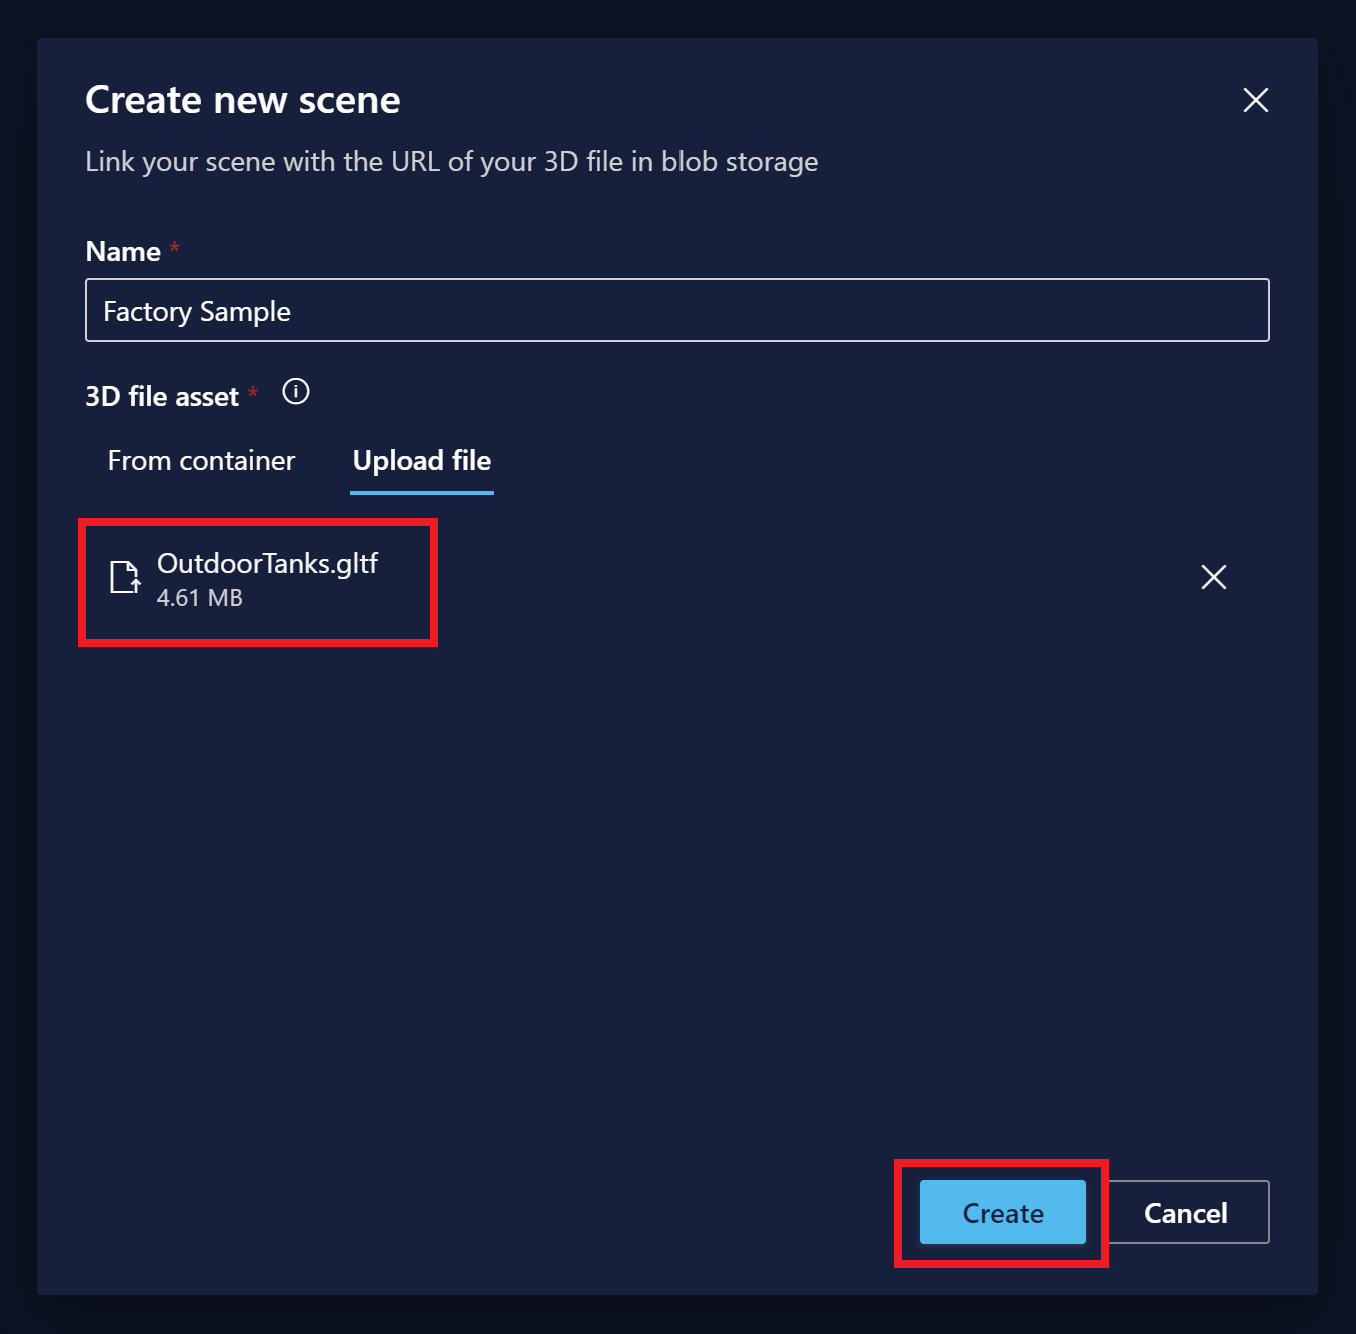 Create new scene
Link your scene with the URL of your 3D file in blob storage
Name *
Factory Sample
3D file asset *
From container
Upload file
OutdoorTanks.gltf
4.61 MB
Create
Cancel